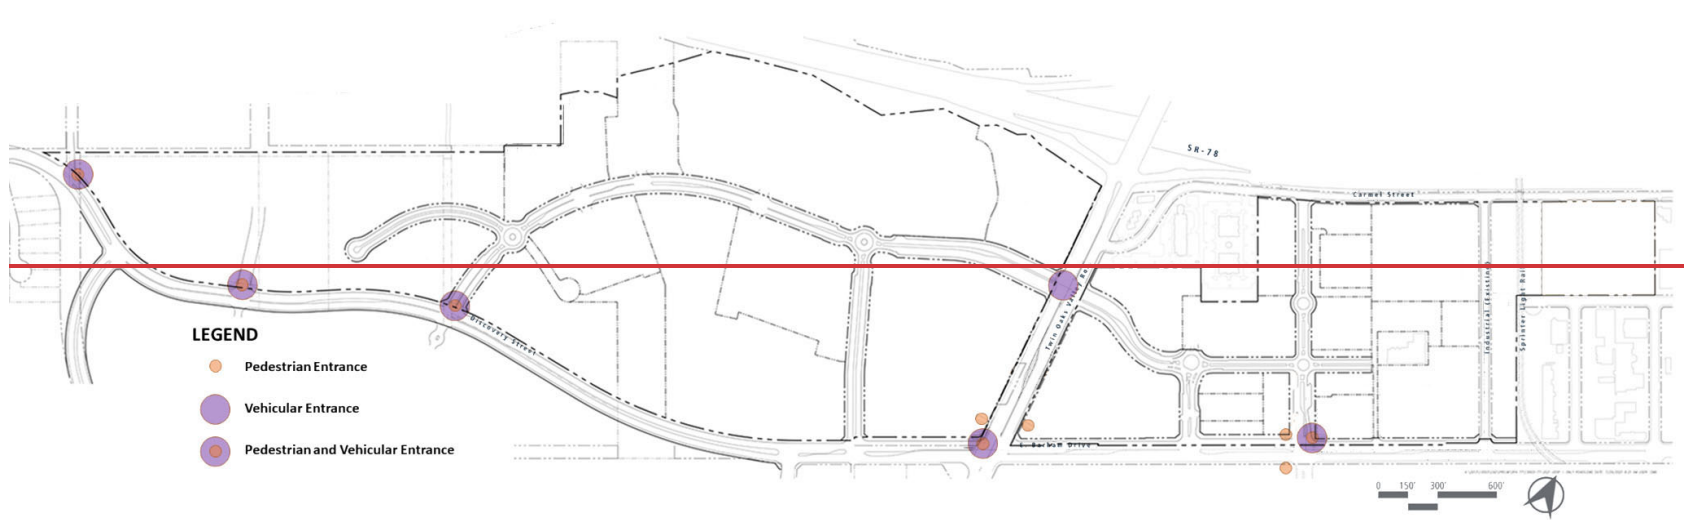 SR-78
Carmel Street
Industrial (Existing)
Sprinter Light Rail
Twin Oaks Valley Road
Discovery Street
LEGEND
Pedestrian Entrance
Vehicular Entrance
Pedestrian and Vehicular Entrance
Barham Drive
0 150' 300' 600'